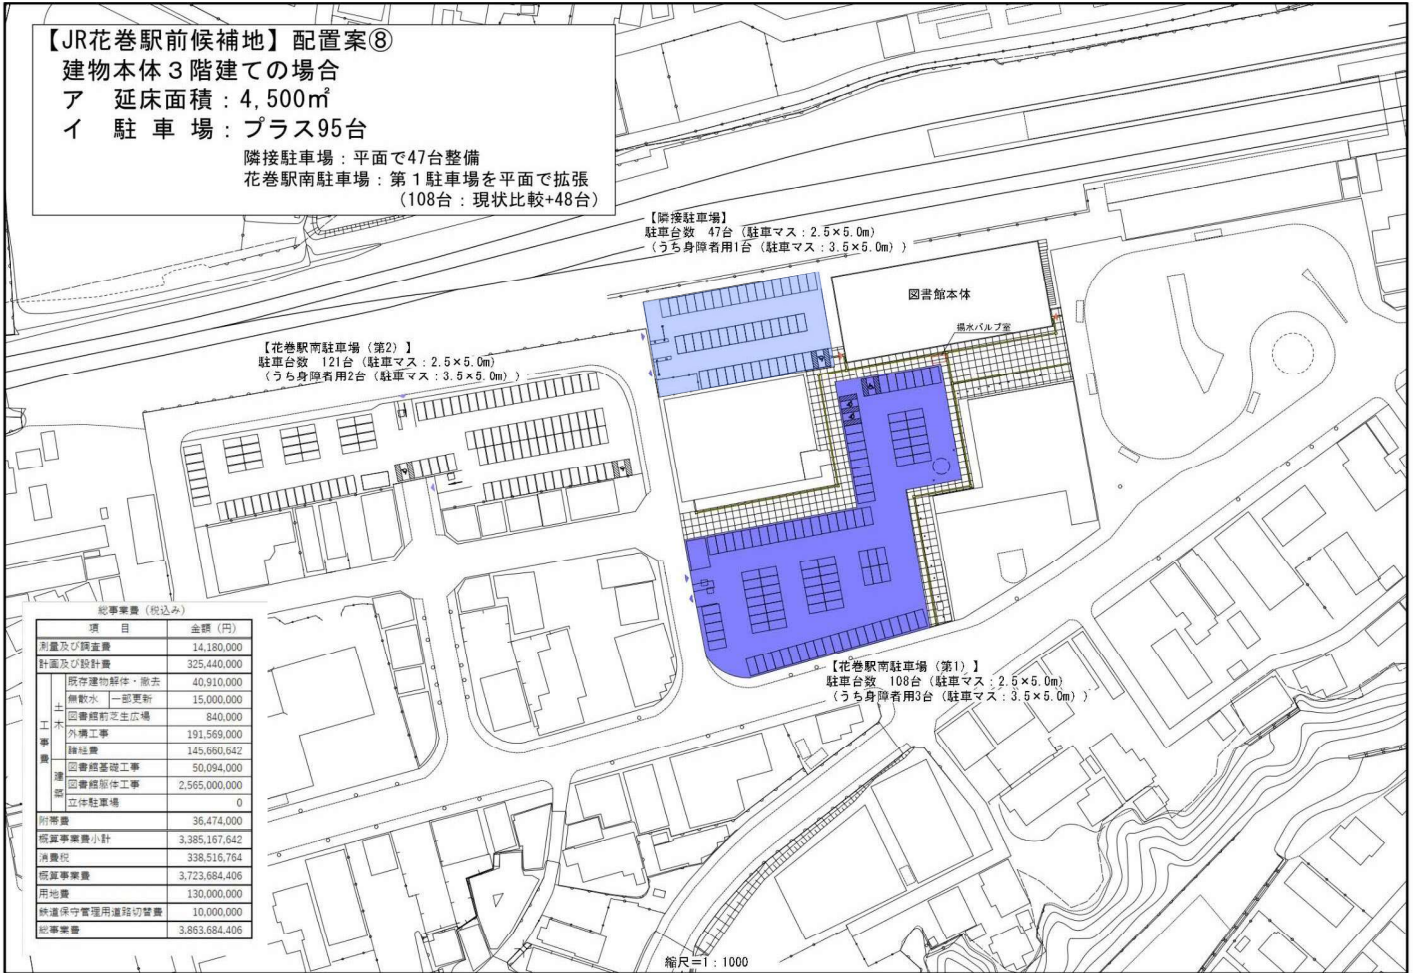 【JR花巻駅前候補地】配置案⑧
建物本体３階建ての場合
ア 延床面積：4,500㎡
イ 駐車場：プラス95台
隣接駐車場：平面で47台整備
花巻駅南駐車場：第１駐車場を平面で拡張
（108台：現状比較+48台）
【隣接駐車場】
駐車台数 47台（駐車マス：2.5×5.0m）
（うち身障者用1台（駐車マス：3.5×5.0m））
図書館本体
揚水バルブ室
【花巻駅南駐車場（第2）】
駐車台数 121台（駐車マス：2.5×5.0m）
（うち身障者用2台（駐車マス：3.5×5.0m））
【花巻駅南駐車場（第1）】
駐車台数 108台（駐車マス：2.5×5.0m）
（うち身障者用3台（駐車マス：3.5×5.0m））
総事業費（税込み）
項 目 金額（円）
測量及び調査費 14,180,000
計画及び設計費 325,440,000
工事費 土木 既存建物解体・撤去 40,910,000
無散水 一部更新 15,000,000
図書館前芝生広場 840,000
外構工事 191,569,000
諸経費 145,660,642
建築 図書館基礎工事 50,094,000
図書館躯体工事 2,565,000,000
立体駐車場 0
附帯費 36,474,000
概算事業費小計 3,385,167,642
消費税 338,516,764
概算事業費 3,723,684,406
用地費 130,000,000
鉄道保守管理用道路切替費 10,000,000
総事業費 3,863,684,406
縮尺=1：1000